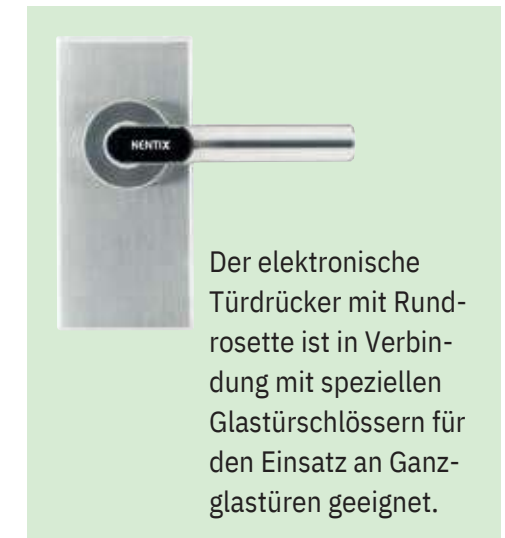 NENTIX
Der elektronische
Türdrücker mit Rund-
rosette ist in Verbin-
dung mit speziellen
Glastürschlössern für
den Einsatz an Ganz-
glastüren geeignet.